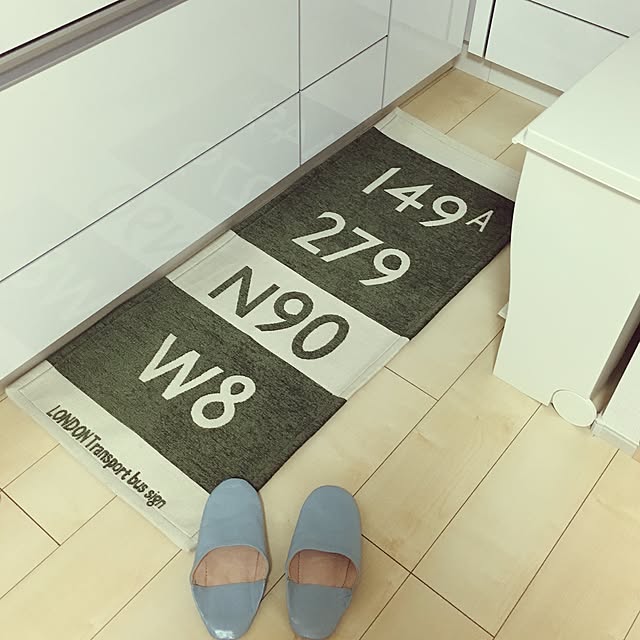 149A
279
N90
W8
LONDON Transport bus sign